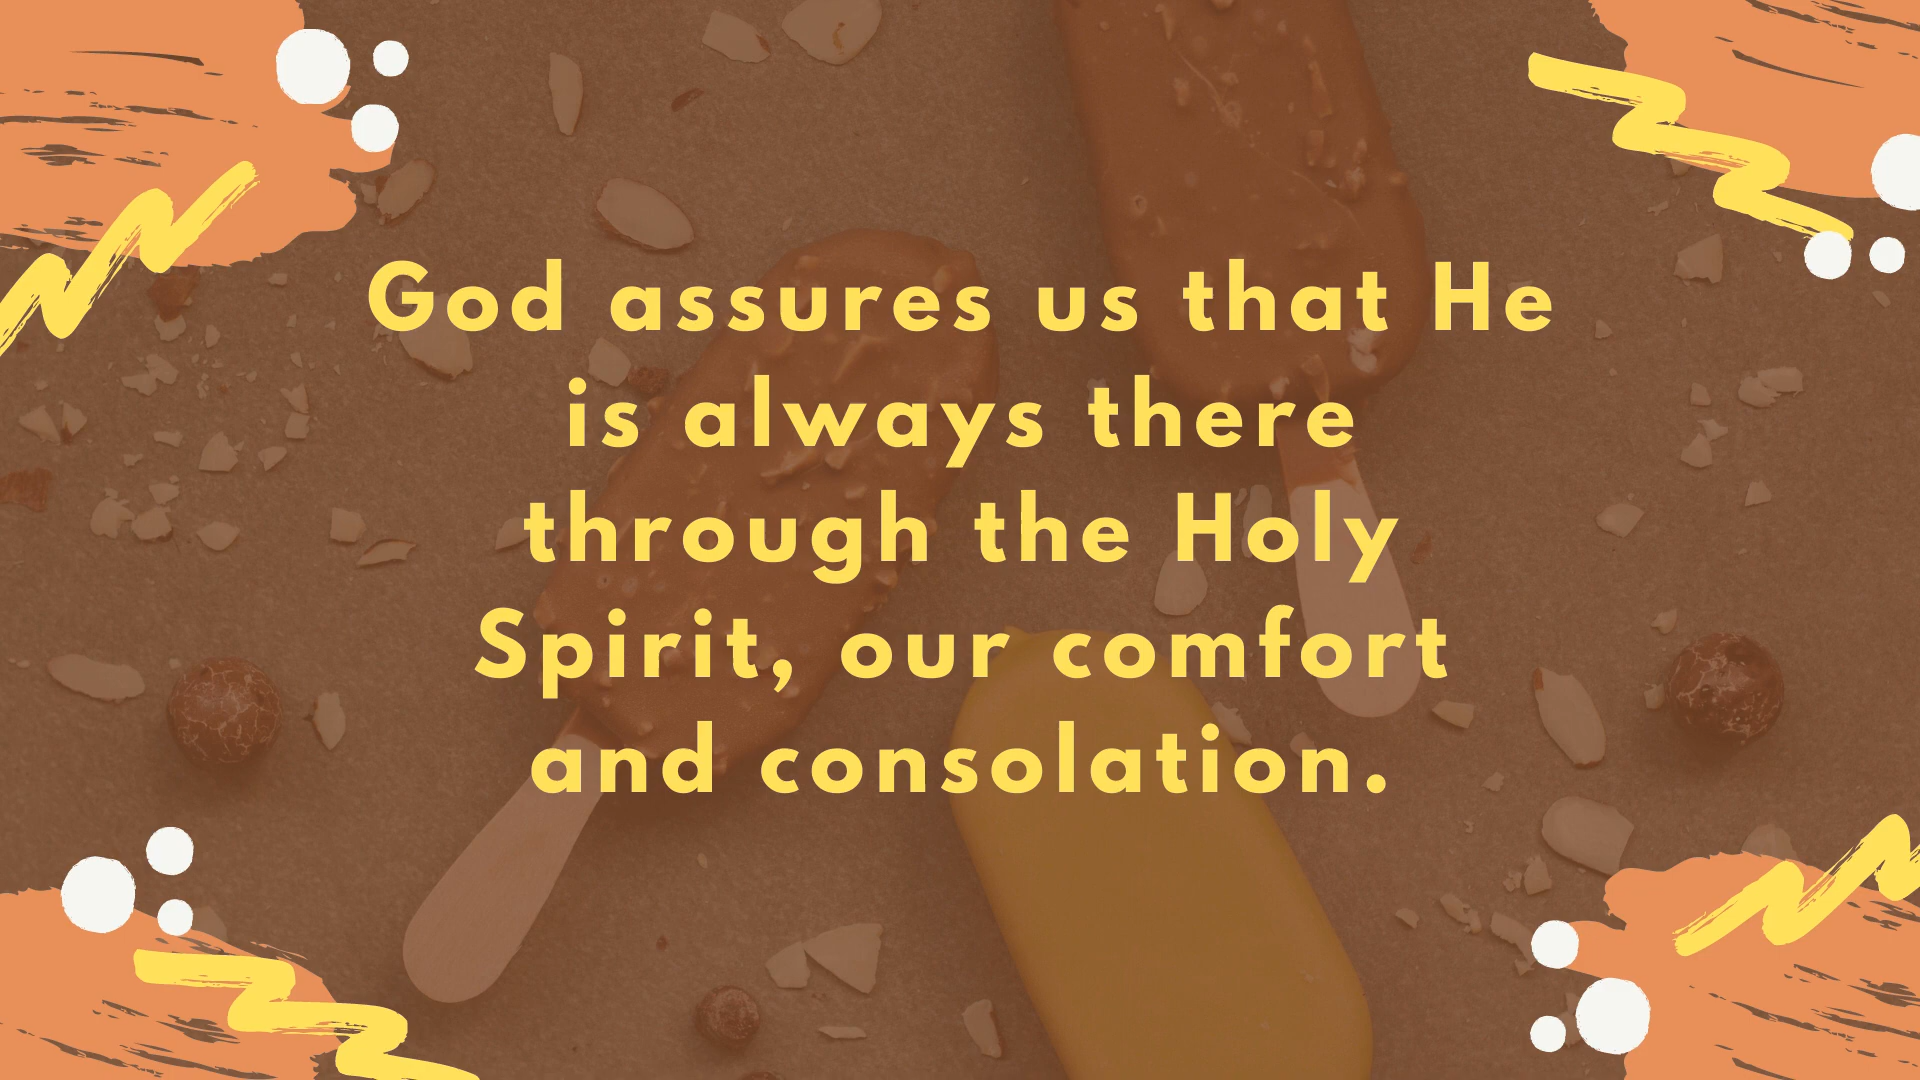 God assures us that He
is always there
through the Holy
Spirit, our comfort
and consolation.